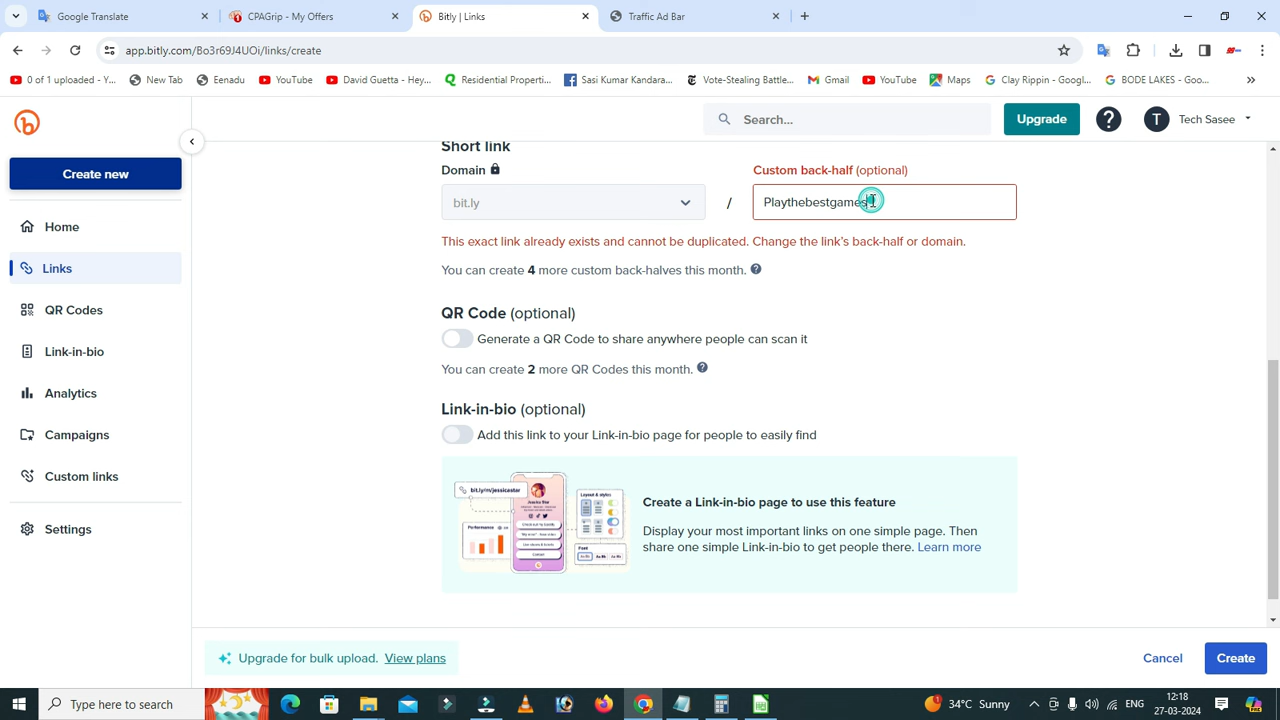 Google Translate
CPAGrip - My Offers
Bitly | Links
Traffic Ad Bar
app.bitly.com/Bo3r69J4UOi/links/create
0 of 1 uploaded - Y...
New Tab
Eenadu
YouTube
David Guetta - Hey...
Residential Properti...
Sasi Kumar Kandara...
Vote-Stealing Battle...
Gmail
YouTube
Maps
Clay Rippin - Googl...
BODE LAKES - Goo...
Search...
Upgrade
T
Tech Sasee
Create new
Home
Links
QR Codes
Link-in-bio
Analytics
Campaigns
Custom links
Settings
Short link
Domain
Custom back-half (optional)
bit.ly
/
Playthebestgames
This exact link already exists and cannot be duplicated. Change the link's back-half or domain.
You can create 4 more custom back-halves this month.
QR Code (optional)
Generate a QR Code to share anywhere people can scan it
You can create 2 more QR Codes this month.
Link-in-bio (optional)
Add this link to your Link-in-bio page for people to easily find
bit.ly/m/jessicastar
Performance
Layout & styles
Create a Link-in-bio page to use this feature
Display your most important links on one simple page. Then
share one simple Link-in-bio to get people there. Learn more
Upgrade for bulk upload. View plans
Cancel
Create
Type here to search
34°C Sunny
ENG
12:18
27-03-2024